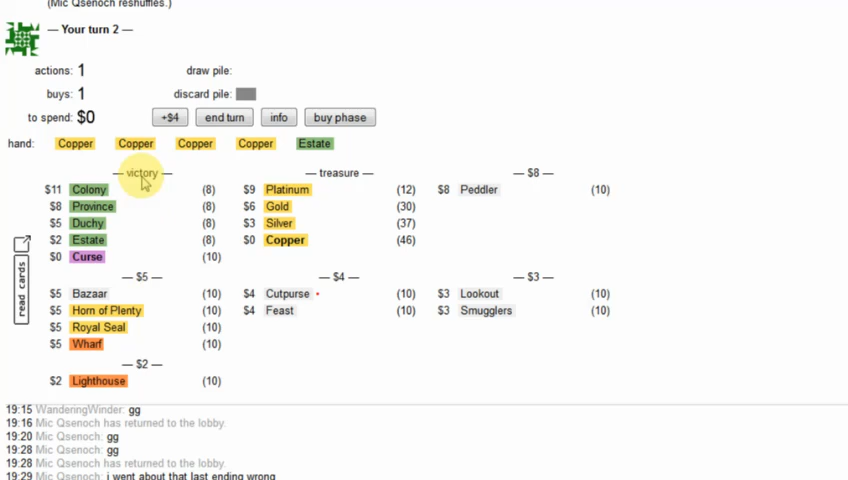 (Mic Qsenoch reshuffles.)
— Your turn 2 —
actions: 1 draw pile:
buys: 1 discard pile:
to spend: $0 +$4 end turn info buy phase
hand: Copper Copper Copper Copper Estate
— victory — — treasure — — $8 —
$11 Colony (8) $9 Platinum (12) $8 Peddler (10)
$8 Province (8) $6 Gold (30)
$5 Duchy (8) $3 Silver (37)
$2 Estate (8) $0 Copper (46)
$0 Curse (10)
read cards
— $5 — — $4 — — $3 —
$5 Bazaar (10) $4 Cutpurse • (10) $3 Lookout (10)
$5 Horn of Plenty (10) $4 Feast (10) $3 Smugglers (10)
$5 Royal Seal (10)
$5 Wharf (10)
— $2 —
$2 Lighthouse (10)
19:15 WanderingWinder: gg
19:16 Mic Qsenoch has returned to the lobby.
19:20 Mic Qsenoch: gg
19:28 Mic Qsenoch: gg
19:28 Mic Qsenoch has returned to the lobby.
19:29 Mic Qsenoch: i went about that last ending wrong